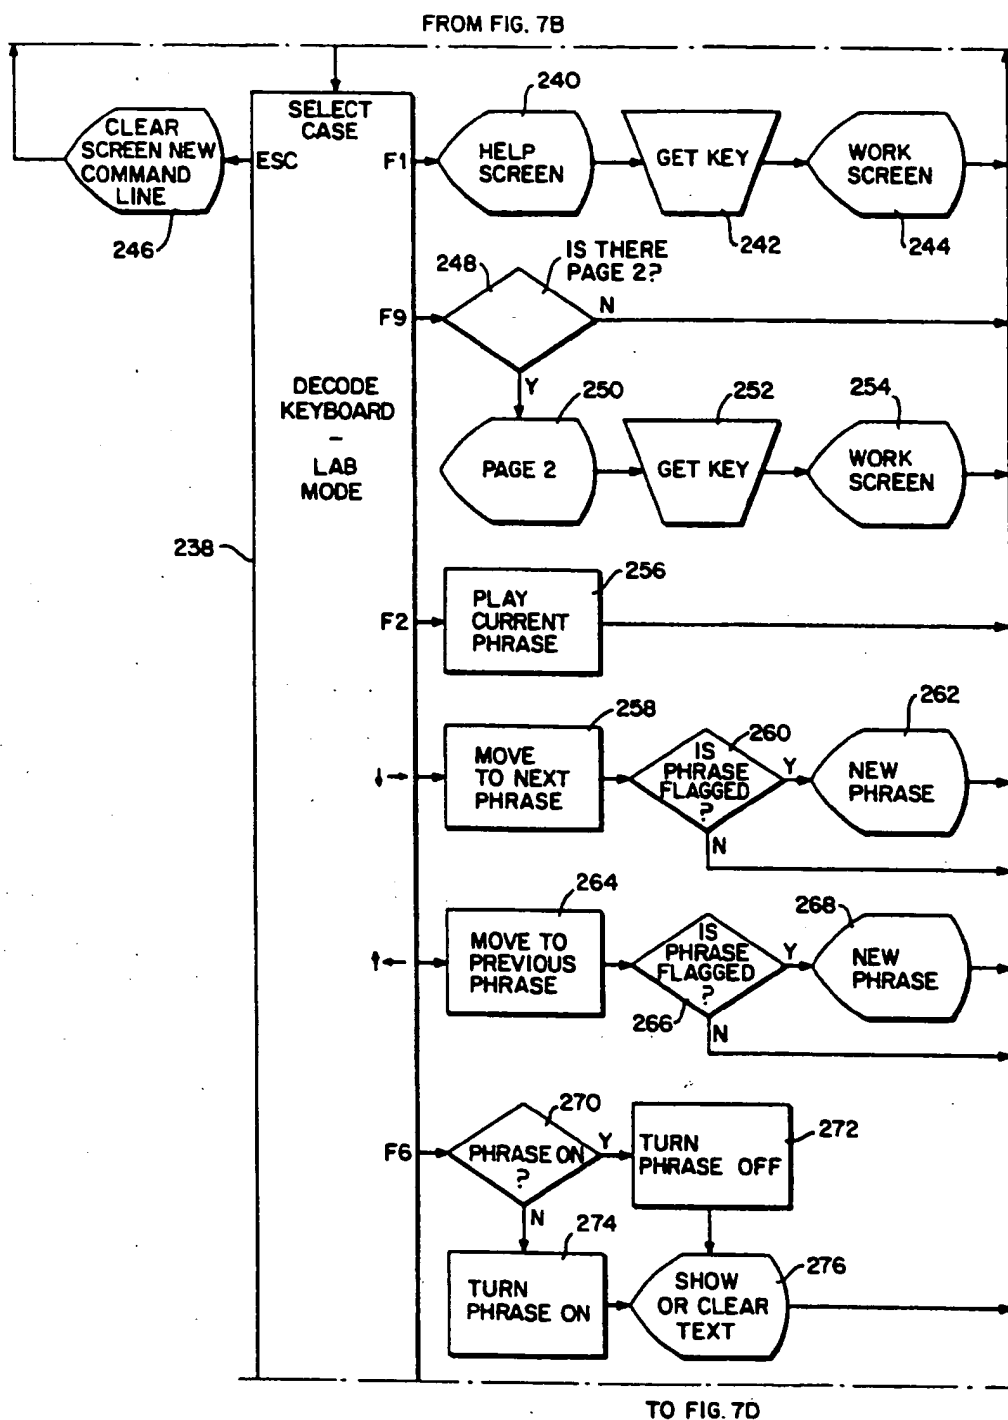 FROM FIG. 7B
CLEAR
SCREEN NEW
COMMAND
LINE
246
ESC
SELECT
CASE
F1
240
HELP
SCREEN
GET KEY
242
WORK
SCREEN
244
248
IS THERE
PAGE 2?
F9
N
Y
DECODE
KEYBOARD
-
LAB
MODE
238
250
PAGE 2
252
GET KEY
254
WORK
SCREEN
F2
256
PLAY
CURRENT
PHRASE
↓→
258
MOVE
TO NEXT
PHRASE
260
IS
PHRASE
FLAGGED
?
Y
N
262
NEW
PHRASE
↑←
264
MOVE TO
PREVIOUS
PHRASE
IS
PHRASE
FLAGGED
?
266
Y
N
268
NEW
PHRASE
F6
270
PHRASE ON
?
Y
N
272
TURN
PHRASE OFF
274
TURN
PHRASE ON
276
SHOW
OR CLEAR
TEXT
TO FIG. 7D